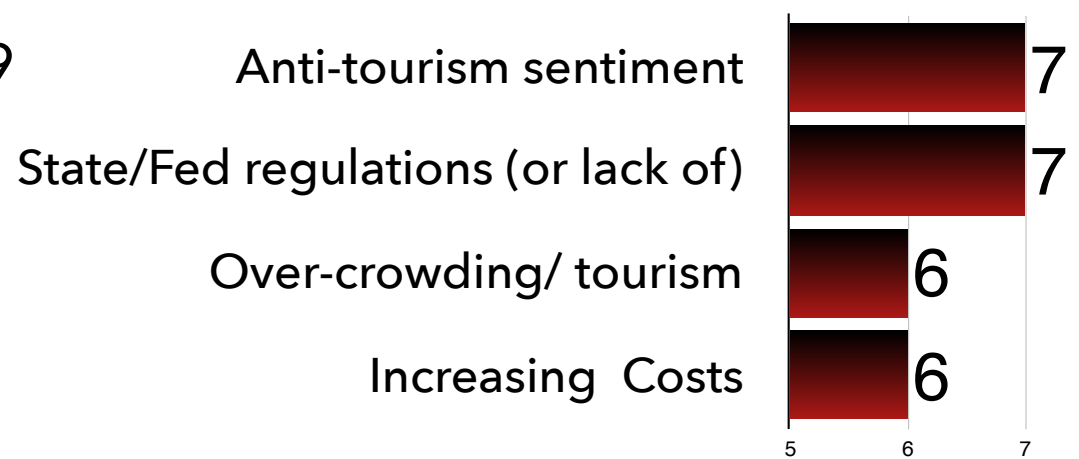 9
Anti-tourism sentiment 7
State/Fed regulations (or lack of) 7
Over-crowding/ tourism 6
Increasing  Costs 6
5 6 7